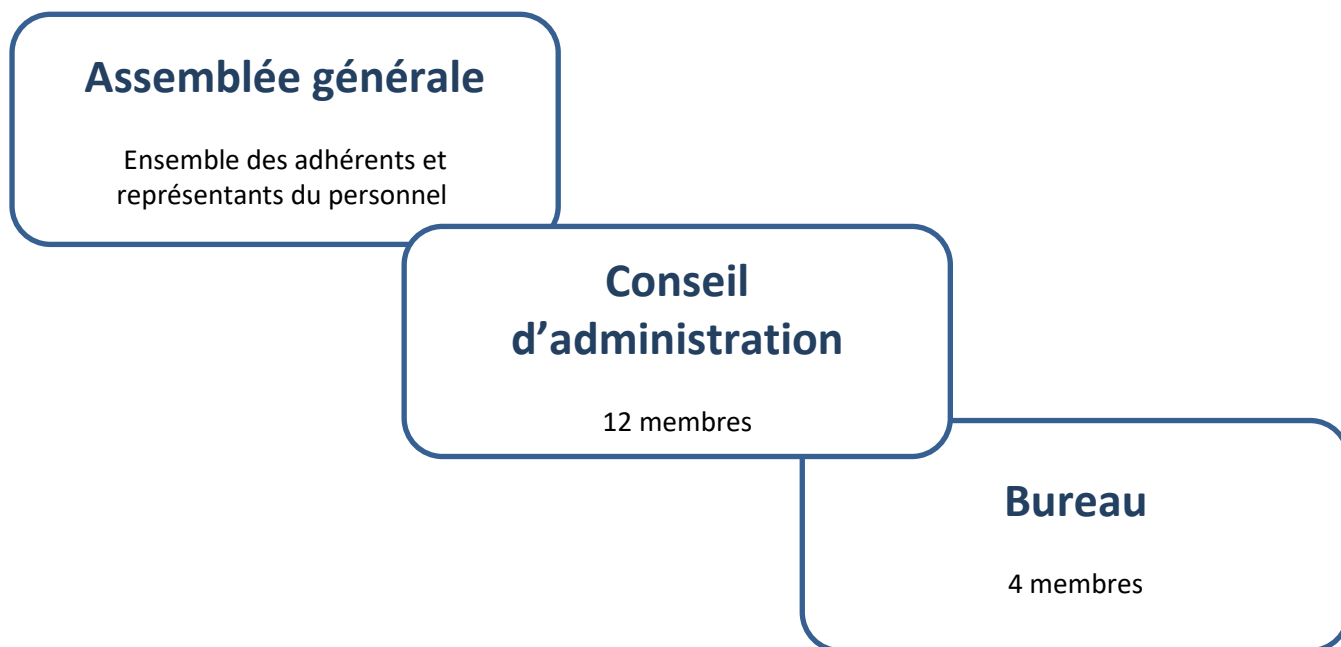 Assemblée générale
Ensemble des adhérents et
représentants du personnel
Conseil
d’administration
12 membres
Bureau
4 membres